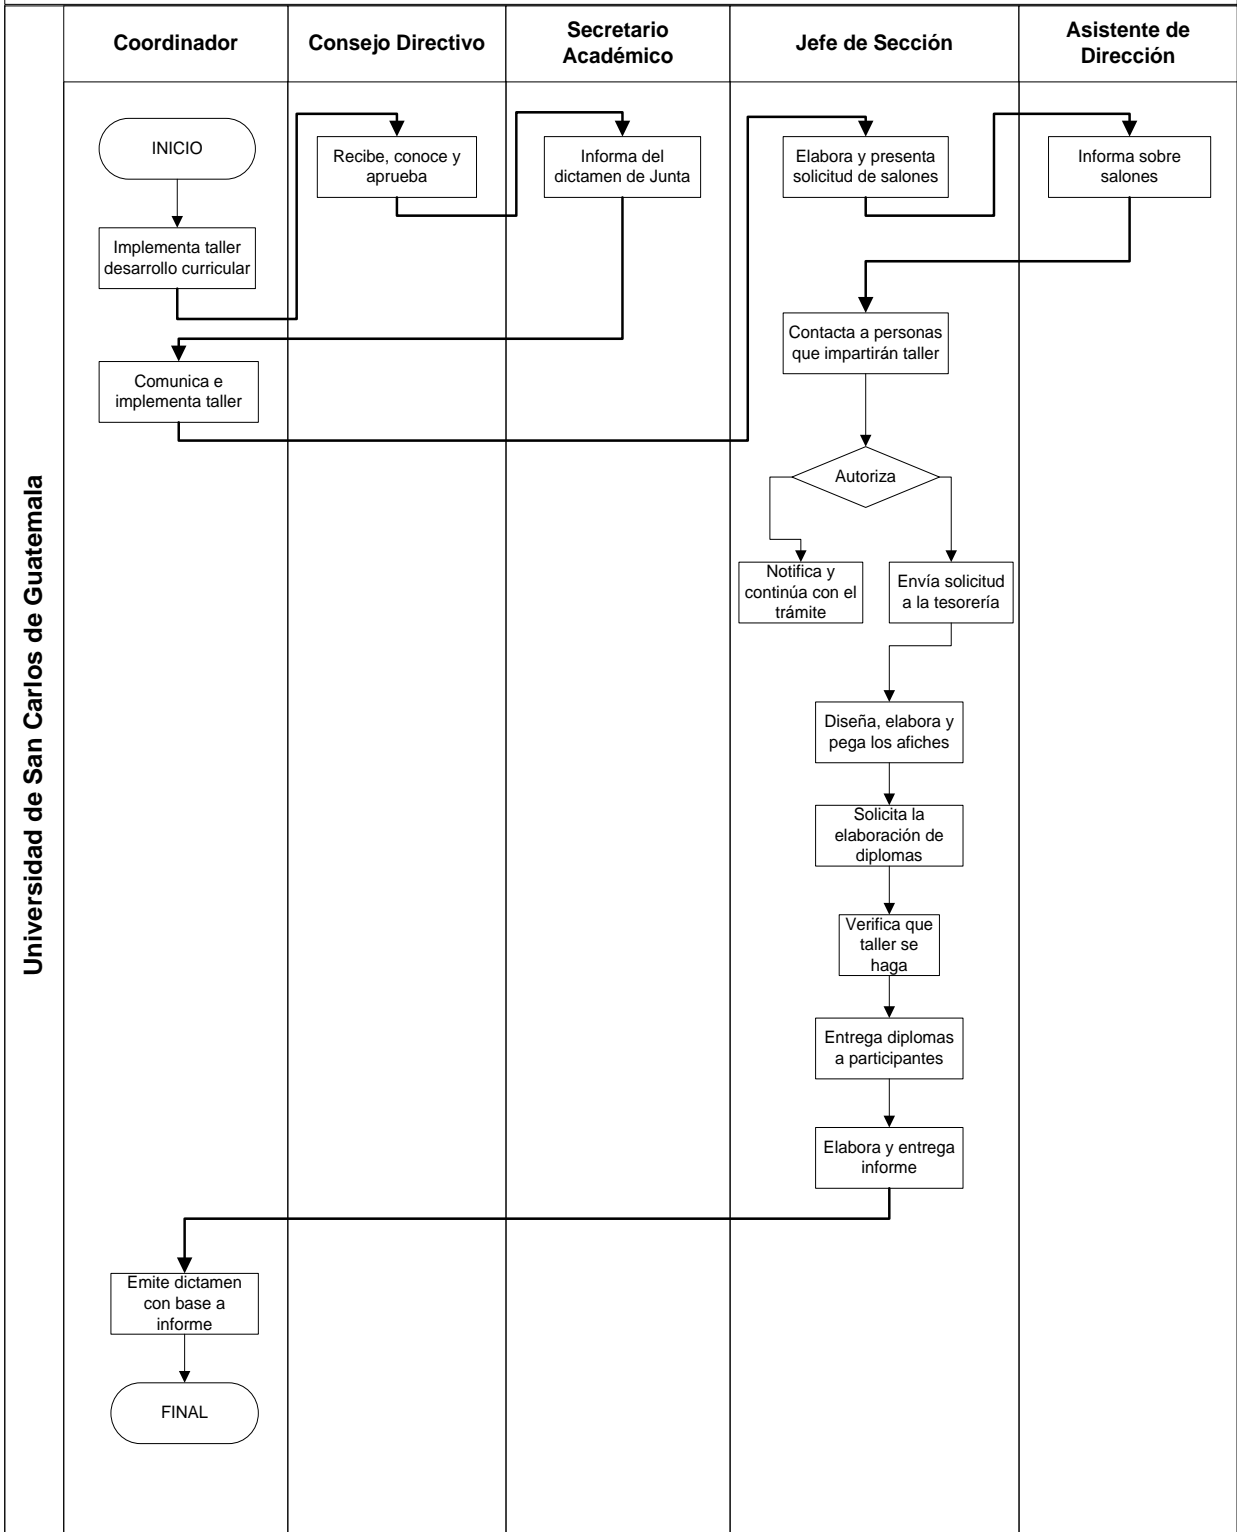 Coordinador
Consejo Directivo
Secretario
Académico
Jefe de Sección
Asistente de
Dirección
Universidad de San Carlos de Guatemala
INICIO
Recibe, conoce y
aprueba
Informa del
dictamen de Junta
Elabora y presenta
solicitud de salones
Informa sobre
salones
Implementa taller
desarrollo curricular
Contacta a personas
que impartirán taller
Comunica e
implementa taller
Autoriza
Notifica y
continúa con el
trámite
Envía solicitud
a la tesorería
Diseña, elabora y
pega los afiches
Solicita la
elaboración de
diplomas
Verifica que
taller se
haga
Entrega diplomas
a participantes
Elabora y entrega
informe
Emite dictamen
con base a
informe
FINAL